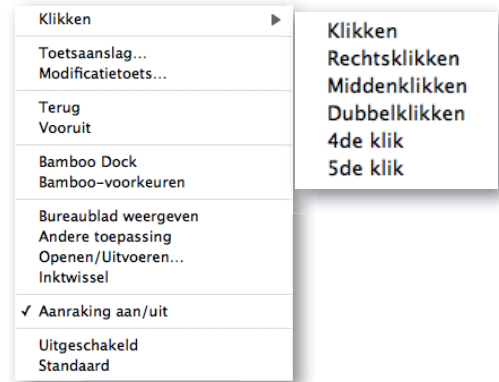 Klikken
Toetsaanslag...
Modificatietoets...
Terug
Vooruit
Bamboo Dock
Bamboo-voorkeuren
Bureaublad weergeven
Andere toepassing
Openen/Uitvoeren...
Inktwissel
✓ Aanraking aan/uit
Uitgeschakeld
Standaard
Klikken
Rechtsklikken
Middenklikken
Dubbelklikken
4de klik
5de klik